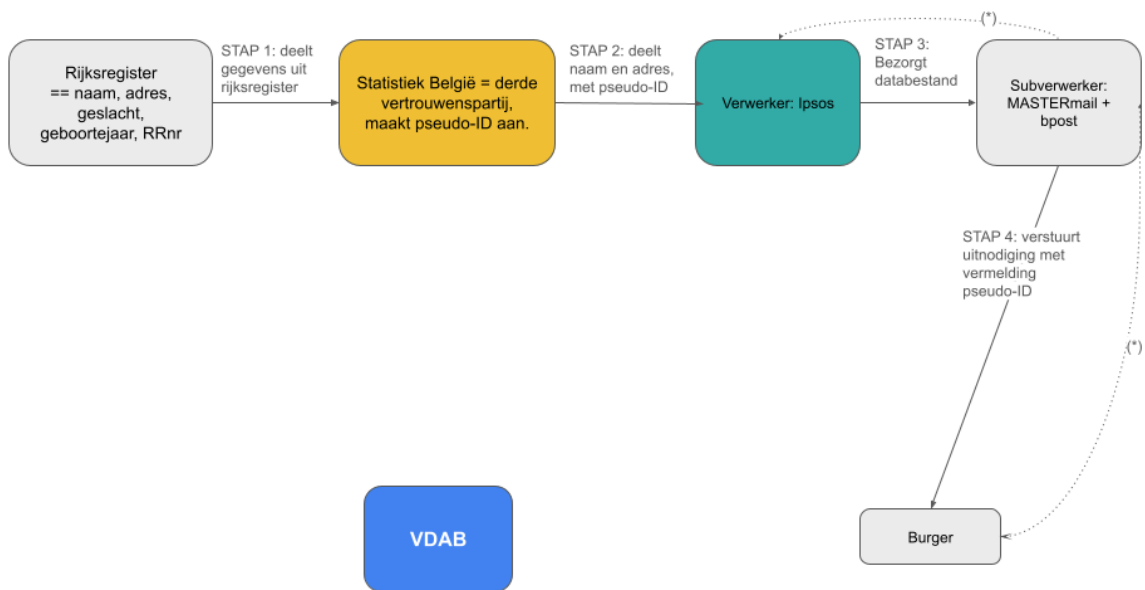 (*)
Rijksregister
== naam, adres,
geslacht,
geboortejaar, RRnr
STAP 1: deelt
gegevens uit
rijksregister
Statistiek België = derde
vertrouwenspartij,
maakt pseudo-ID aan.
STAP 2: deelt
naam en adres,
met pseudo-ID
Verwerker: Ipsos
STAP 3:
Bezorgt
databestand
Subverwerker:
MASTERmail +
bpost
STAP 4: verstuurt
uitnodiging met
vermelding
pseudo-ID
(*)
VDAB
Burger